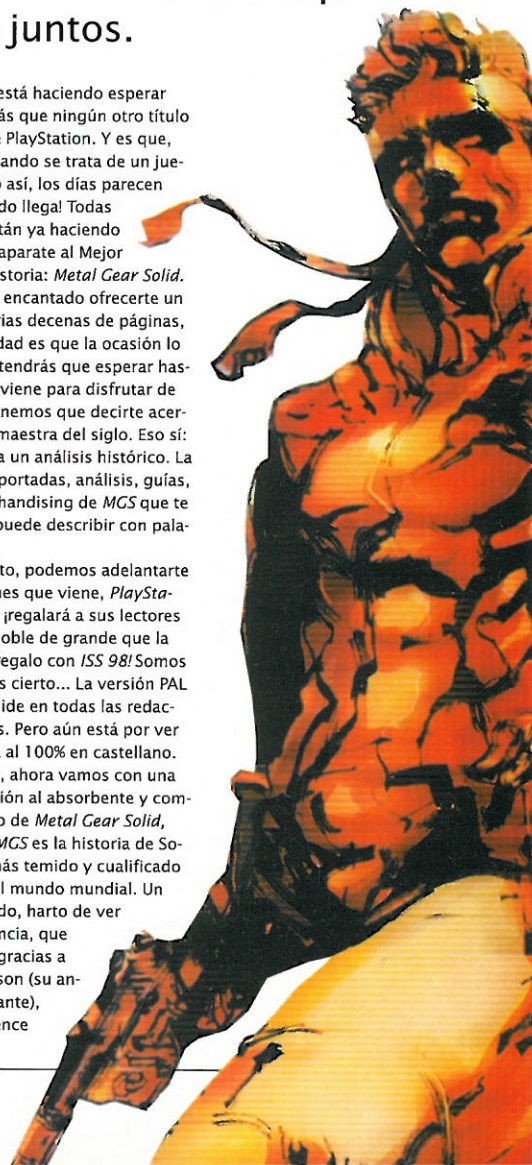 juntos.
está haciendo esperar
ás que ningún otro título
PlayStation. Y es que,
ando se trata de un jue-
así, los días parecen
do llega! Todas
tán ya haciendo
aparate al Mejor
storia: Metal Gear Solid.
encantado ofrecerte un
rias decenas de páginas,
dad es que la ocasión lo
tendrás que esperar has-
viene para disfrutar de
nemos que decirte acer-
maestra del siglo. Eso sí:
a un análisis histórico. La
portadas, análisis, guías,
handising de MGS que te
puede describir con pala-
to, podemos adelantarte
nes que viene, PlaySta-
¡regalará a sus lectores
oble de grande que la
regalo con ISS 98! Somos
s cierto... La versión PAL
ide en todas las redac-
s. Pero aún está por ver
al 100% en castellano.
, ahora vamos con una
ión al absorbente y com-
o de Metal Gear Solid,
MGS es la historia de So-
nás temido y cualificado
l mundo mundial. Un
do, harto de ver
ncia, que
gracias a
son (su an-
ante),
ence